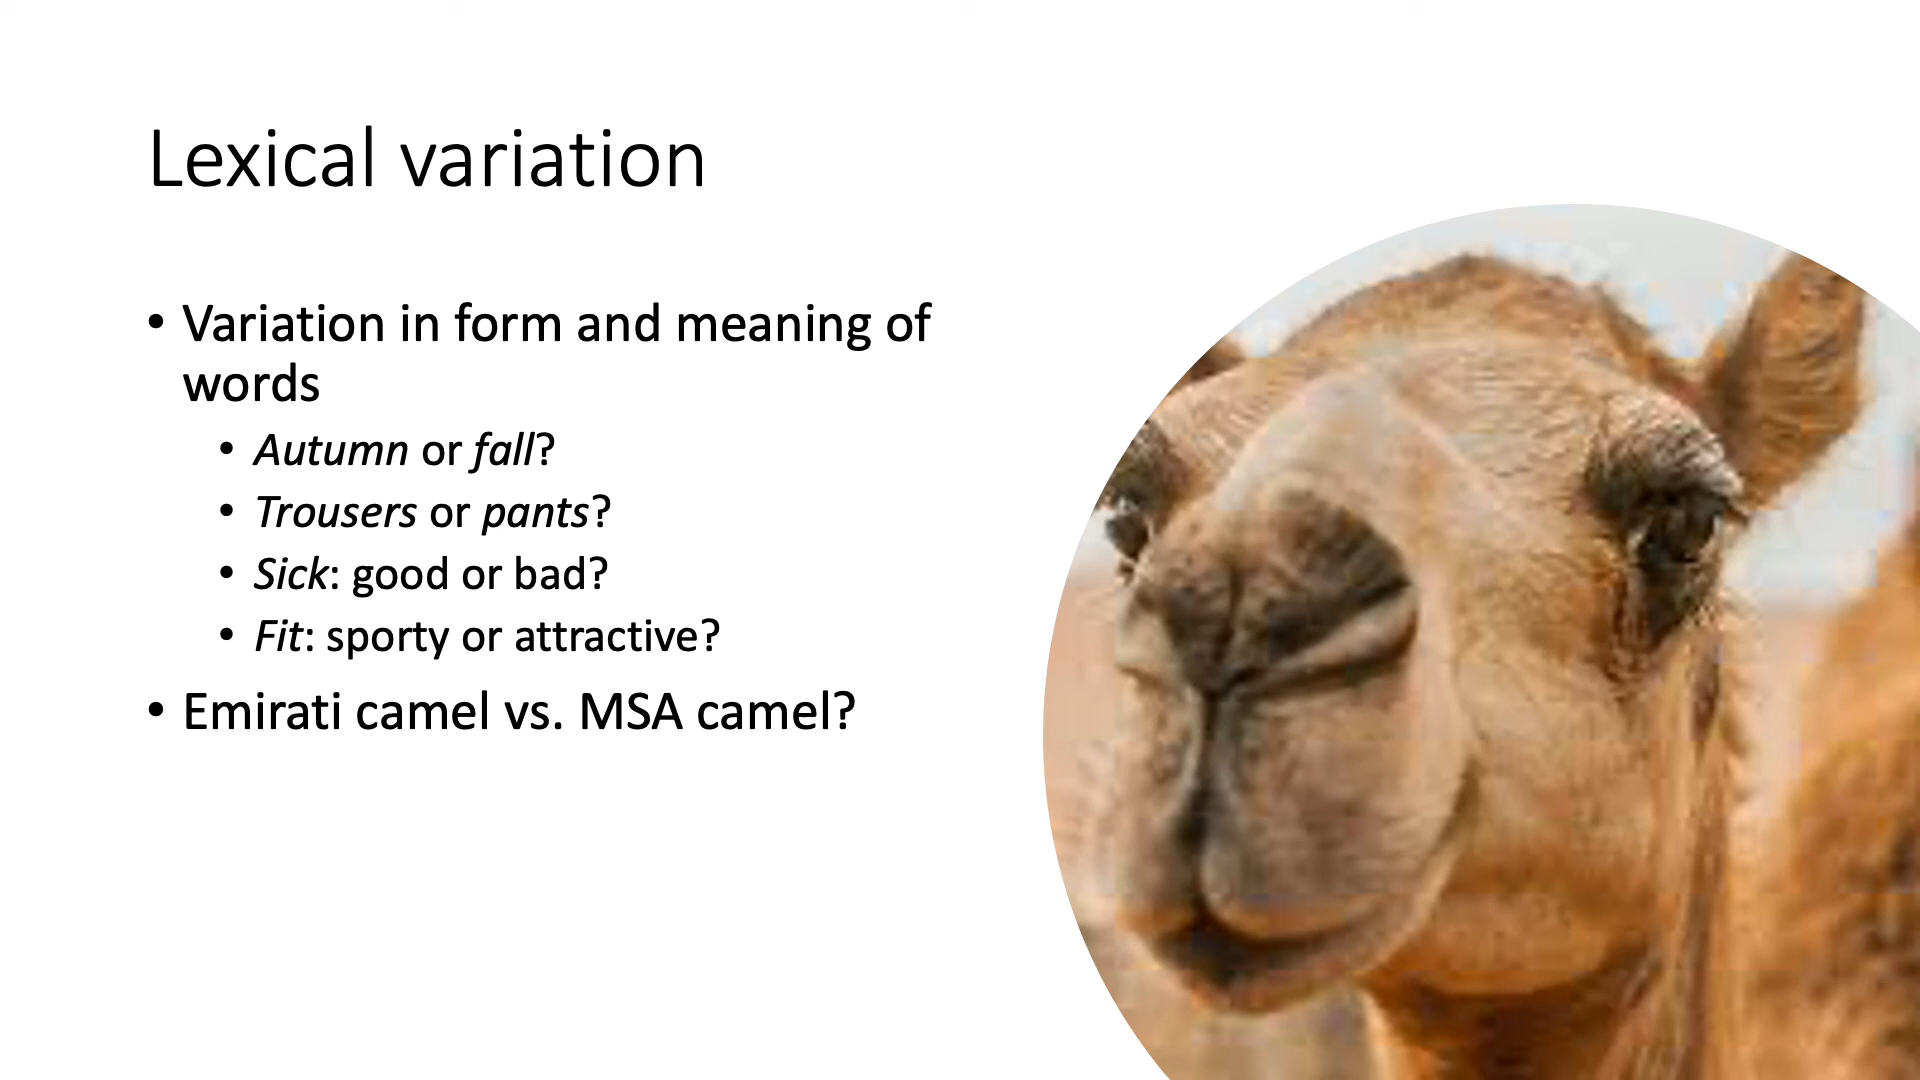 Lexical variation
• Variation in form and meaning of
words
• Autumn or fall?
• Trousers or pants?
• Sick: good or bad?
• Fit: sporty or attractive?
• Emirati camel vs. MSA camel?